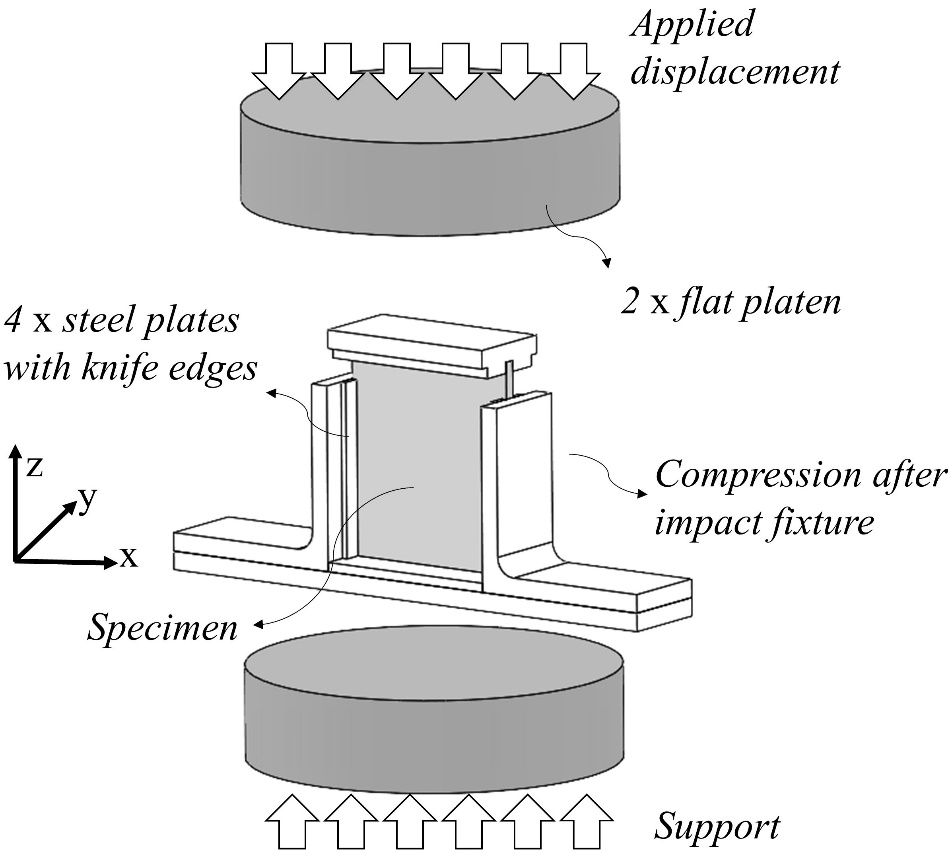 Applied
displacement
2 x flat platen
4 x steel plates
with knife edges
z
y
x
Compression after
impact fixture
Specimen
Support